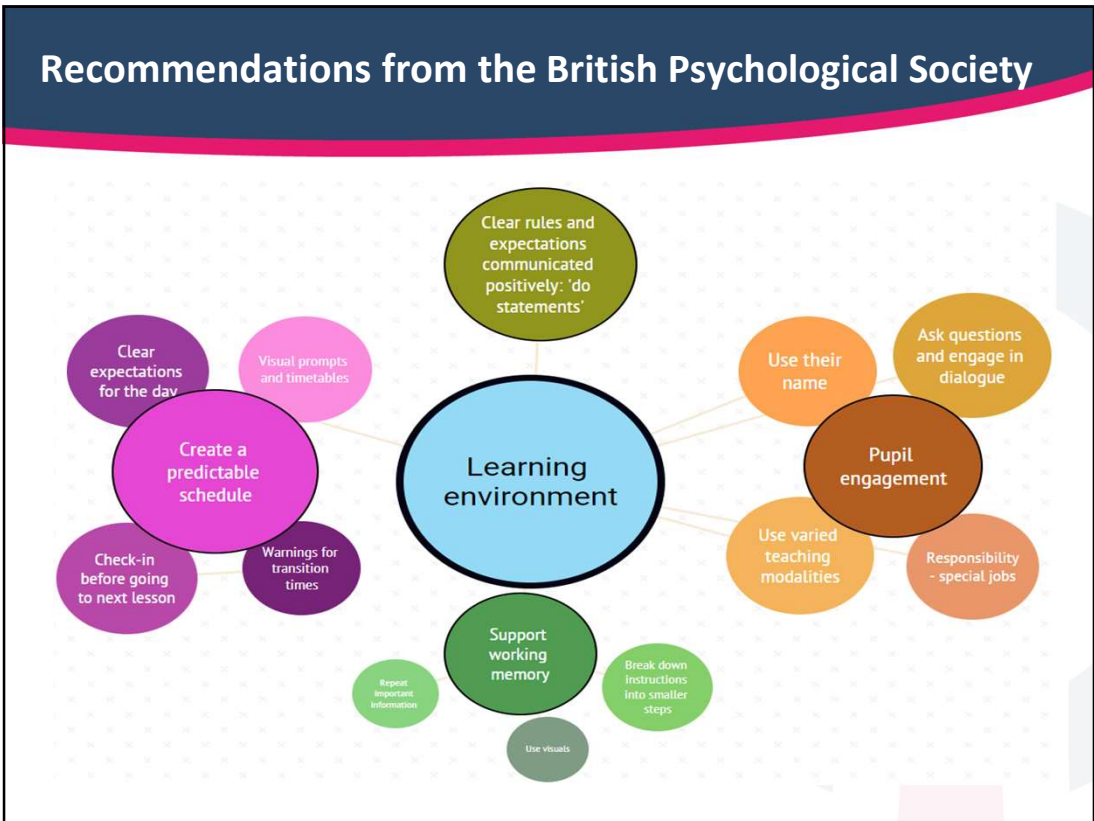 Recommendations from the British Psychological Society
Clear rules and
expectations
communicated
positively: 'do
statements'
Clear
expectations
for the day
Visual prompts
and timetables
Create a
predictable
schedule
Check-in
before going
to next lesson
Warnings for
transition
times
Learning
environment
Use their
name
Ask questions
and engage in
dialogue
Pupil
engagement
Use varied
teaching
modalities
Responsibility
- special jobs
Support
working
memory
Repeat
important
information
Use visuals
Break down
instructions
into smaller
steps